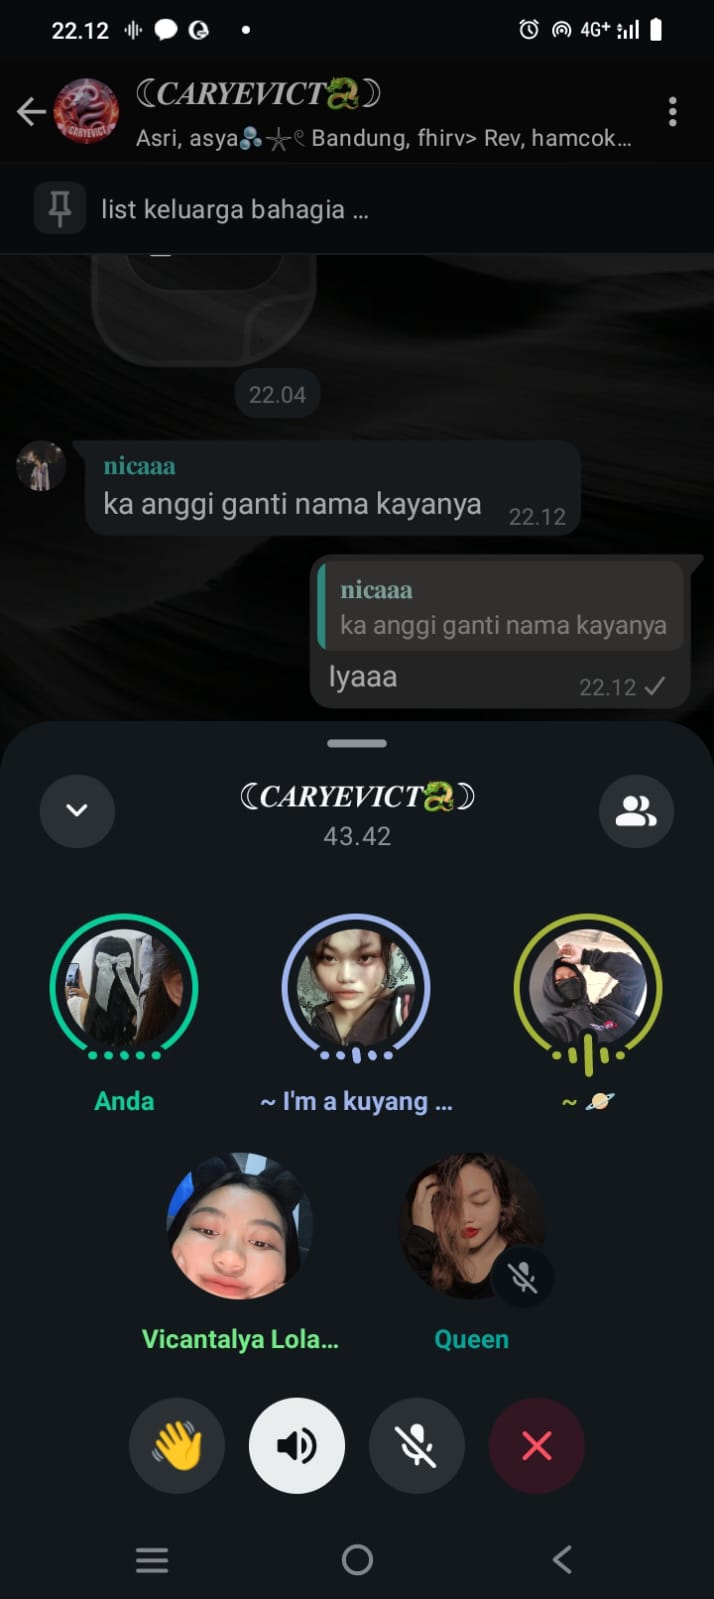 22.12 4G+
☾CARYEVICT🐉☽
Asri, asya🫧 Bandung, fhirv> Rev, hamcok...
CARYEVICT
list keluarga bahagia ...
22.04
nicaaa
ka anggi ganti nama kayanya 22.12
nicaaa
ka anggi ganti nama kayanya
Iyaaa 22.12
☾CARYEVICT🐉☽
43.42
Anda
~ I'm a kuyang ...
~ 🪐
Vicantalya Lola...
Queen